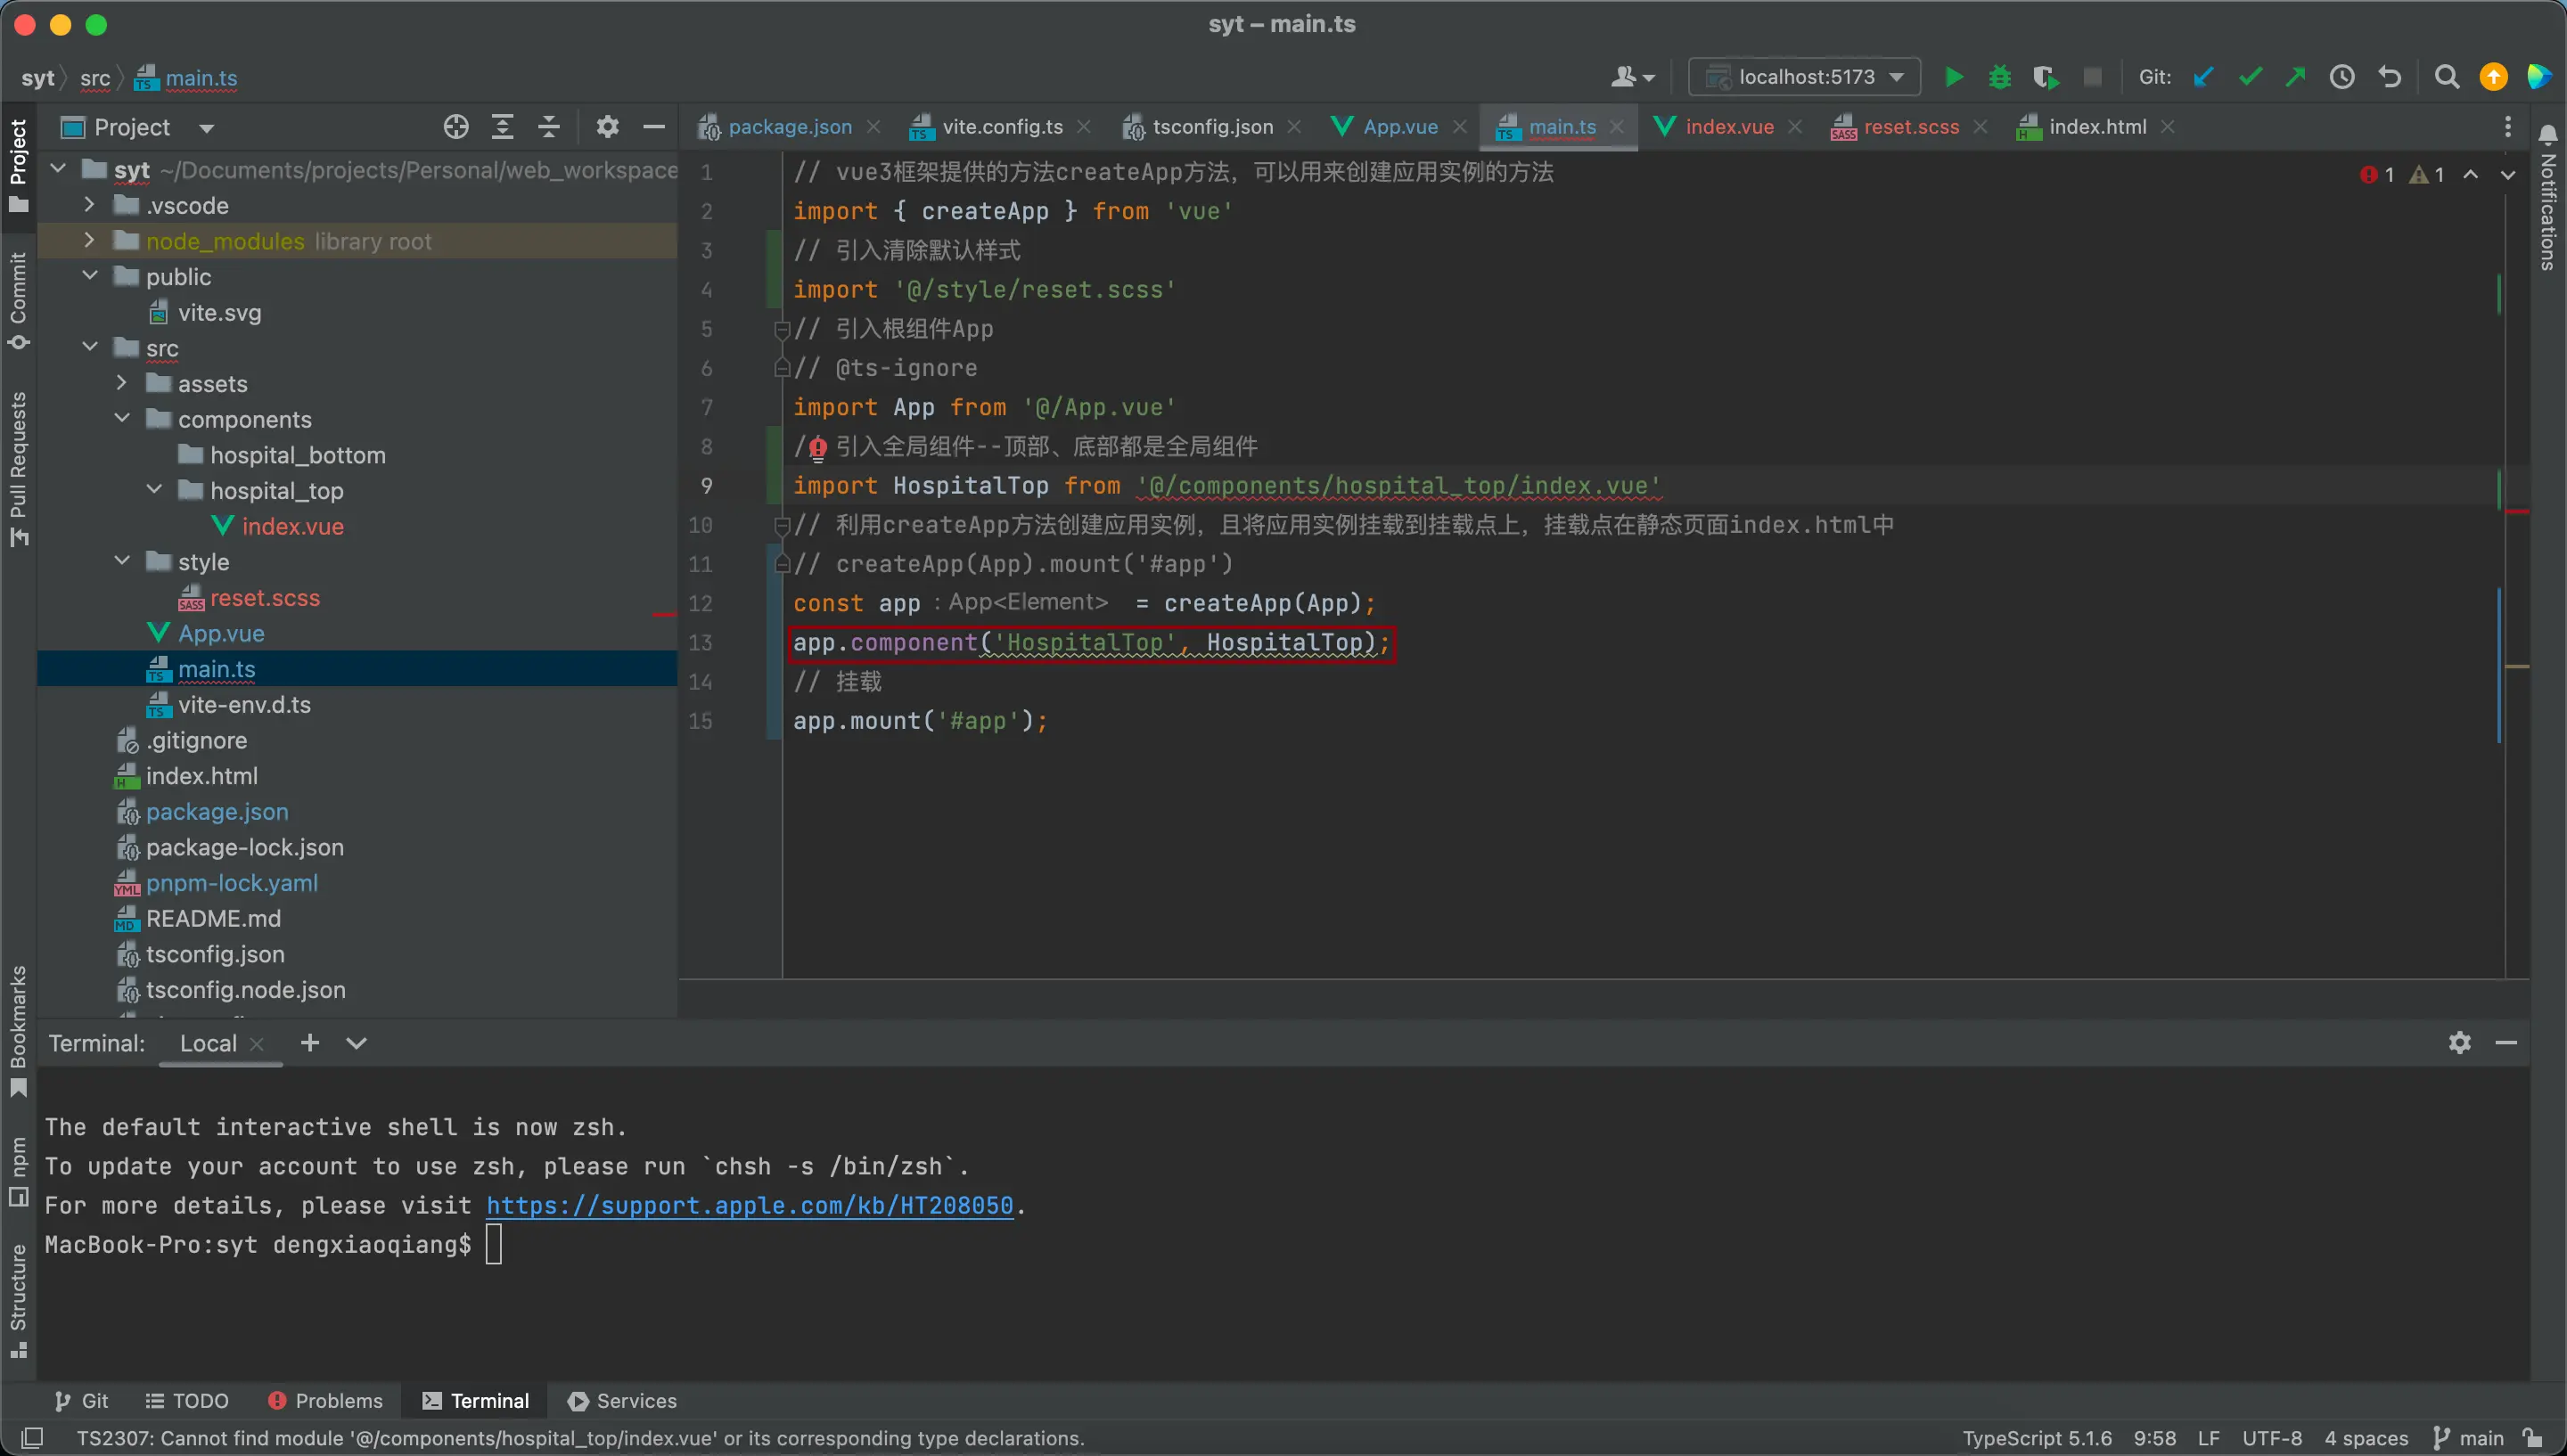 syt – main.ts
syt src main.ts
localhost:5173
Git:
Project
package.json
vite.config.ts
tsconfig.json
App.vue
main.ts
index.vue
reset.scss
index.html
Project
Commit
Pull Requests
Bookmarks
npm
Structure
Notifications
syt ~/Documents/projects/Personal/web_workspace
.vscode
node_modules library root
public
vite.svg
src
assets
components
hospital_bottom
hospital_top
index.vue
style
reset.scss
App.vue
main.ts
vite-env.d.ts
.gitignore
index.html
package.json
package-lock.json
pnpm-lock.yaml
README.md
tsconfig.json
tsconfig.node.json
1 1
1 // vue3框架提供的方法createApp方法，可以用来创建应用实例的方法
2 import { createApp } from 'vue'
3 // 引入清除默认样式
4 import '@/style/reset.scss'
5 // 引入根组件App
6 // @ts-ignore
7 import App from '@/App.vue'
8 // 引入全局组件--顶部、底部都是全局组件
9 import HospitalTop from '@/components/hospital_top/index.vue'
10 // 利用createApp方法创建应用实例，且将应用实例挂载到挂载点上，挂载点在静态页面index.html中
11 // createApp(App).mount('#app')
12 const app : App<Element> = createApp(App);
13 app.component('HospitalTop', HospitalTop);
14 // 挂载
15 app.mount('#app');
Terminal: Local
The default interactive shell is now zsh.
To update your account to use zsh, please run `chsh -s /bin/zsh`.
For more details, please visit https://support.apple.com/kb/HT208050.
MacBook-Pro:syt dengxiaoqiang$
Git TODO Problems Terminal Services
TS2307: Cannot find module '@/components/hospital_top/index.vue' or its corresponding type declarations.
TypeScript 5.1.6 9:58 LF UTF-8 4 spaces main